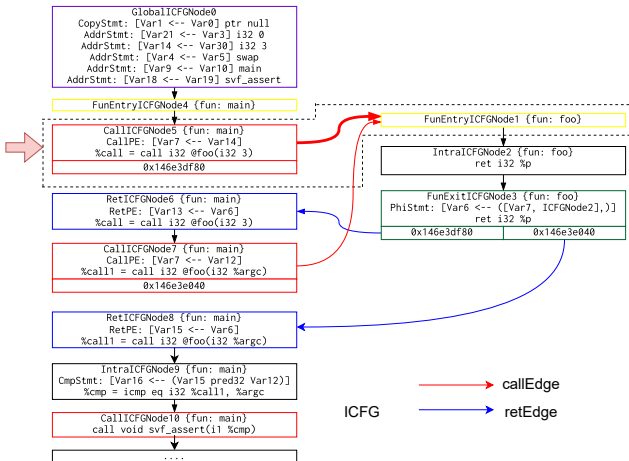 GlobalICFGNode0
CopyStmt: [Var1 <-- Var0] ptr null
AddrStmt: [Var21 <-- Var3] i32 0
AddrStmt: [Var14 <-- Var30] i32 3
AddrStmt: [Var4 <-- Var5] swap
AddrStmt: [Var9 <-- Var10] main
AddrStmt: [Var18 <-- Var19] svf_assert
FunEntryICFGNode4 {fun: main}
CallICFGNode5 {fun: main}
CallPE: [Var7 <-- Var14]
%call = call i32 @foo(i32 3)
0x146e3df80
RetICFGNode6 {fun: main}
RetPE: [Var13 <-- Var6]
%call = call i32 @foo(i32 3)
CallICFGNode7 {fun: main}
CallPE: [Var7 <-- Var12]
%call1 = call i32 @foo(i32 %argc)
0x146e3e040
RetICFGNode8 {fun: main}
RetPE: [Var15 <-- Var6]
%call1 = call i32 @foo(i32 %argc)
IntraICFGNode9 {fun: main}
CmpStmt: [Var16 <-- (Var15 pred32 Var12)]
%cmp = icmp eq i32 %call1, %argc
CallICFGNode10 {fun: main}
call void svf_assert(i1 %cmp)
....
FunEntryICFGNode1 {fun: foo}
IntraICFGNode2 {fun: foo}
ret i32 %p
FunExitICFGNode3 {fun: foo}
PhiStmt: [Var6 <-- ([Var7, ICFGNode2],)]
ret i32 %p
0x146e3df80
0x146e3e040
ICFG
callEdge
retEdge